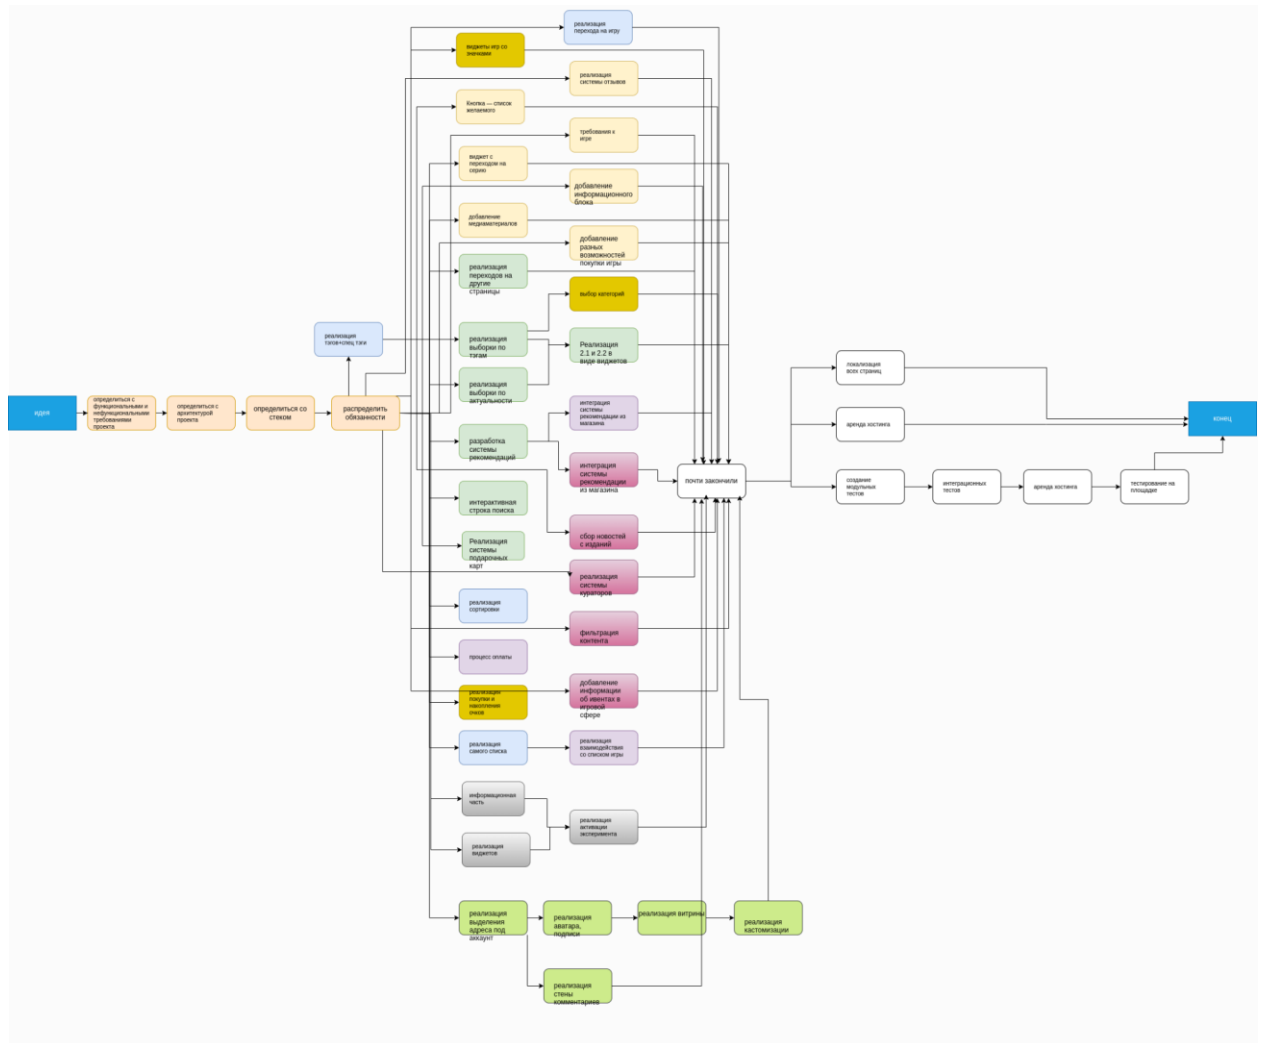 реализация
перехода на игру
виджеты игр со
значками
реализация
системы отзывов
Кнопка — список
желаемого
требования к
игре
виджет с
переходом на
серию
добавление
информационного
блока
добавление
медиаматериалов
добавление
разных
возможностей
покупки игры
реализация
переходов на
другие
страницы
выбор категорий
реализация
тэгов+спец тэги
реализация
выборки по
тэгам
Реализация
2.1 и 2.2 в
виде виджетов
локализация
всех страниц
реализация
выборки по
актуальности
идея
определиться с
функциональными и
нефункциональными
требованиями
проекта
определиться с
архитектурой
проекта
определиться со
стеком
распределить
обязанности
интеграция
системы
рекомендации из
магазина
аренда хостинга
конец
разработка
системы
рекомендаций
интеграция
системы
рекомендации
из магазина
почти закончили
создание
модульных
тестов
интеграционных
тестов
аренда хостинга
тестирование на
площадке
интерактивная
строка поиска
сбор новостей
с изданий
Реализация
системы
подарочных
карт
реализация
системы
кураторов
реализация
сортировки
фильтрация
контента
процесс оплаты
реализации
покупки и
накопления
очков
добавление
информации
об ивентах в
игровой
сфере
реализация
самого списка
реализация
взаимодействия
со списком игры
информационная
часть
реализация
активации
эксперимента
реализация
виджетов
реализация
выделения
адреса под
аккаунт
реализация
аватара,
подписи
реализация витрины
реализация
кастомизации
реализация
стены
комментариев